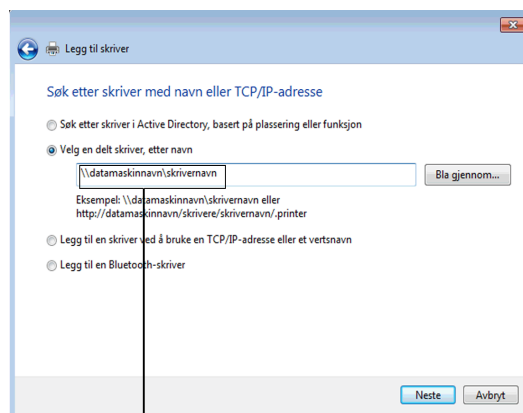 Legg til skriver
Søk etter skriver med navn eller TCP/IP-adresse
Søk etter skriver i Active Directory, basert på plassering eller funksjon
Velg en delt skriver, etter navn
\\datamaskinnavn\skrivernavn
Bla gjennom...
Eksempel: \\datamaskinnavn\skrivernavn eller
http://datamaskinnavn/skrivere/skrivernavn/.printer
Legg til en skriver ved å bruke en TCP/IP-adresse eller et vertsnavn
Legg til en Bluetooth-skriver
Neste
Avbryt